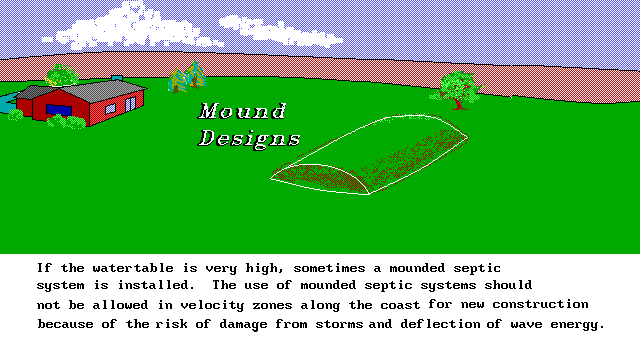 Mound
Designs
If the watertable is very high, sometimes a mounded septic
system is installed.  The use of mounded septic systems should
not be allowed in velocity zones along the coast for new construction
because of the risk of damage from storms and deflection of wave energy.